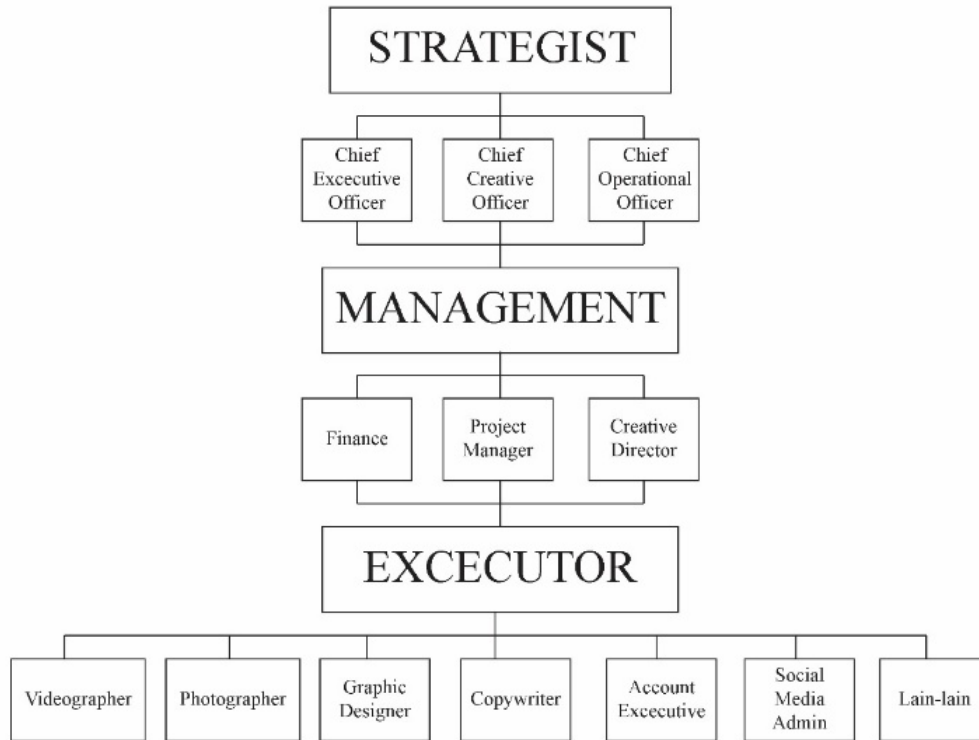 STRATEGIST
Chief
Excecutive
Officer
Chief
Creative
Officer
Chief
Operational
Officer
MANAGEMENT
Finance
Project
Manager
Creative
Director
EXCECUTOR
Videographer
Photographer
Graphic
Designer
Copywriter
Account
Excecutive
Social
Media
Admin
Lain-lain